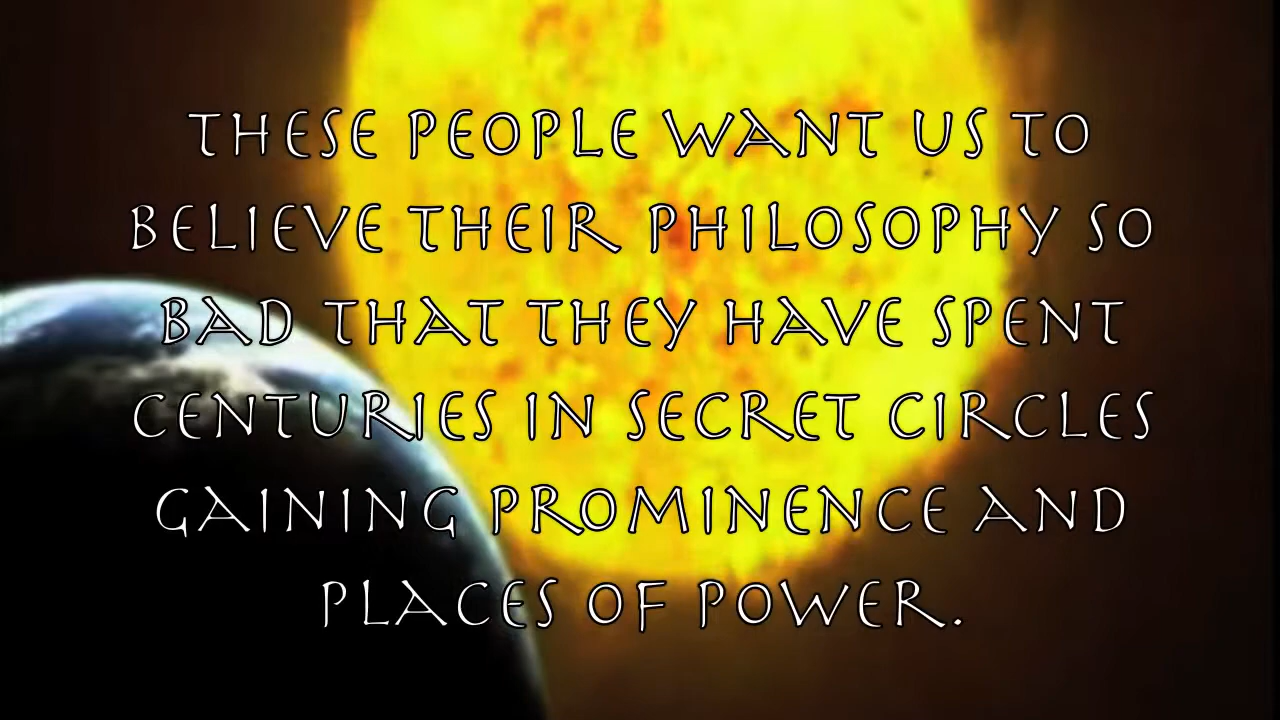 THESE PEOPLE WANT US TO
BELIEVE THEIR PHILOSOPHY SO
BAD THAT THEY HAVE SPENT
CENTURIES IN SECRET CIRCLES
GAINING PROMINENCE AND
PLACES OF POWER.